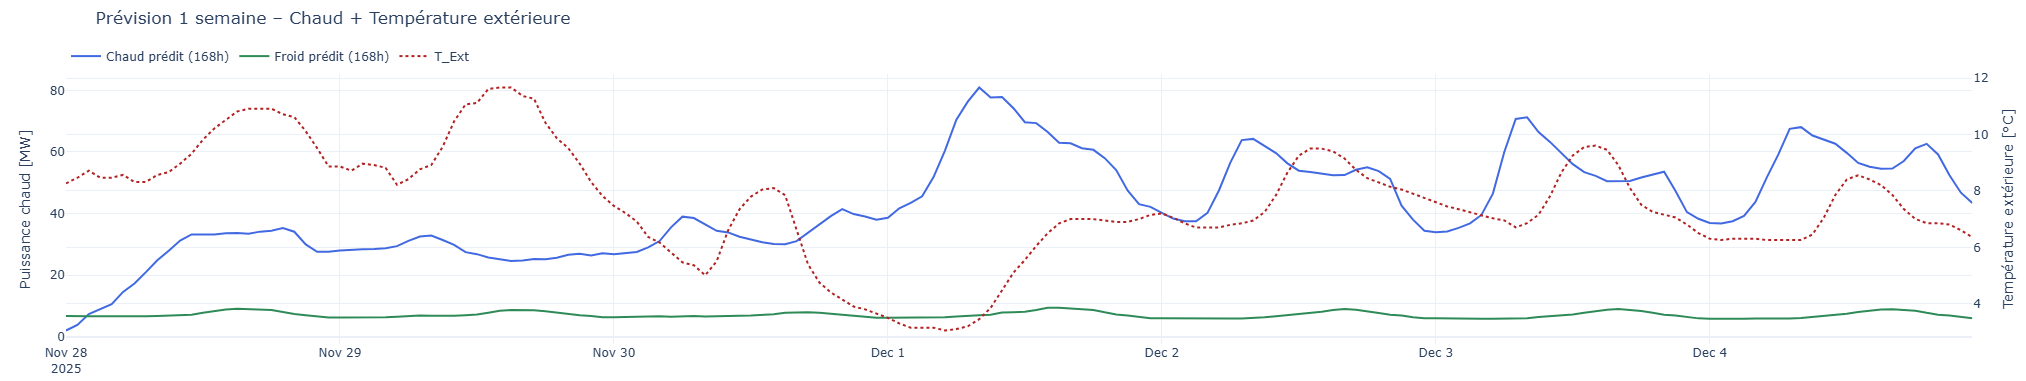 Prévision 1 semaine – Chaud + Température extérieure
Chaud prédit (168h) Froid prédit (168h) T_Ext
Puissance chaud [MW]
80
60
40
20
0
12
10
8
6
4
Température extérieure [°C]
Nov 28 Nov 29 Nov 30 Dec 1 Dec 2 Dec 3 Dec 4
2025